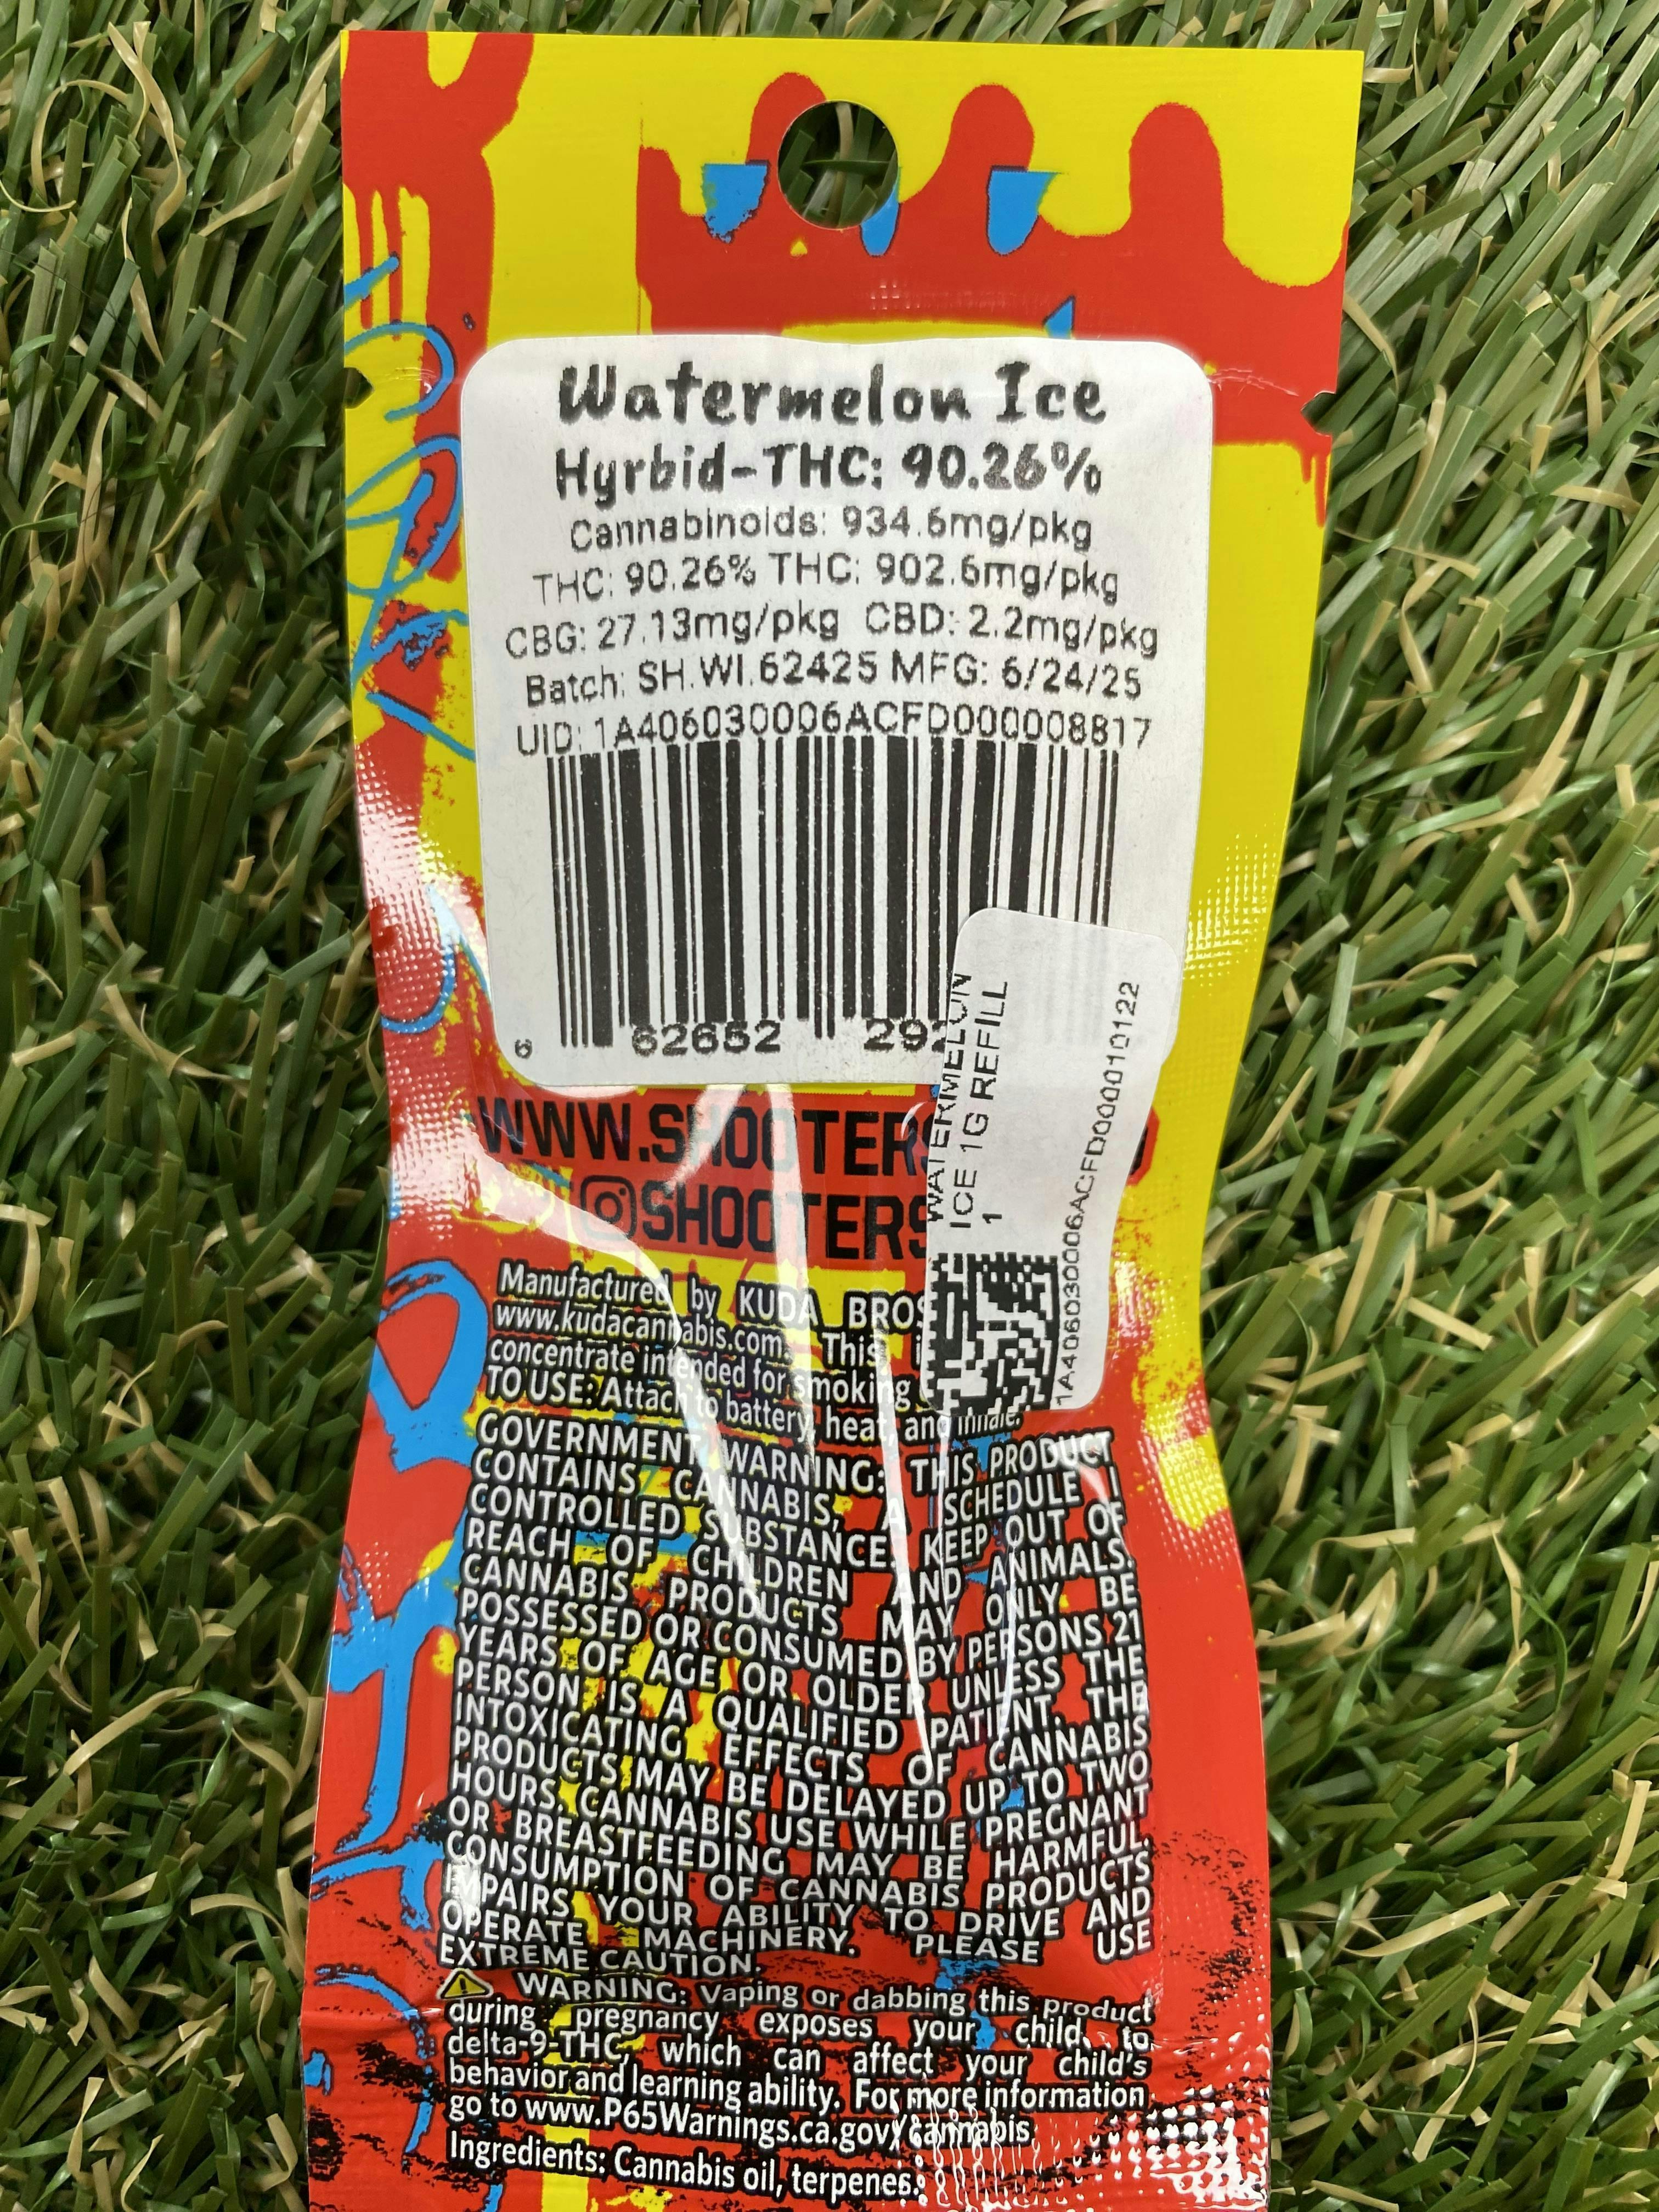 Watermelon Ice
Hyrbid-THC: 90.26%
Cannabinoids: 934.6mg/pkg
THC: 90.26% THC: 902.6mg/pkg
CBG: 27.13mg/pkg CBD: 2.2mg/pkg
Batch: SH.WI.62425 MFG: 6/24/25
UID: 1A406030006ACFD000008817
6 62652 292
WATERMELON
ICE 1G REFILL
1
1A406030006ACFD000010122
WWW.SHOOTERS
@SHOOTERS
Manufactured by KUDA BROS
www.kudacannabis.com. This
concentrate intended for smoking
TO USE: Attach to battery, heat, and inhale.
GOVERNMENT WARNING: THIS PRODUCT
CONTAINS CANNABIS, A SCHEDULE I
CONTROLLED SUBSTANCE. KEEP OUT OF
REACH OF CHILDREN AND ANIMALS.
CANNABIS PRODUCTS MAY ONLY BE
POSSESSED OR CONSUMED BY PERSONS 21
YEARS OF AGE OR OLDER UNLESS THE
PERSON IS A QUALIFIED PATIENT. THE
INTOXICATING EFFECTS OF CANNABIS
PRODUCTS MAY BE DELAYED UP TO TWO
HOURS. CANNABIS USE WHILE PREGNANT
OR BREASTFEEDING MAY BE HARMFUL.
CONSUMPTION OF CANNABIS PRODUCTS
IMPAIRS YOUR ABILITY TO DRIVE AND
OPERATE MACHINERY. PLEASE USE
EXTREME CAUTION.
WARNING: Vaping or dabbing this product
during pregnancy exposes your child to
delta-9-THC, which can affect your child's
behavior and learning ability. For more information
go to www.P65Warnings.ca.gov/cannabis
Ingredients: Cannabis oil, terpenes.